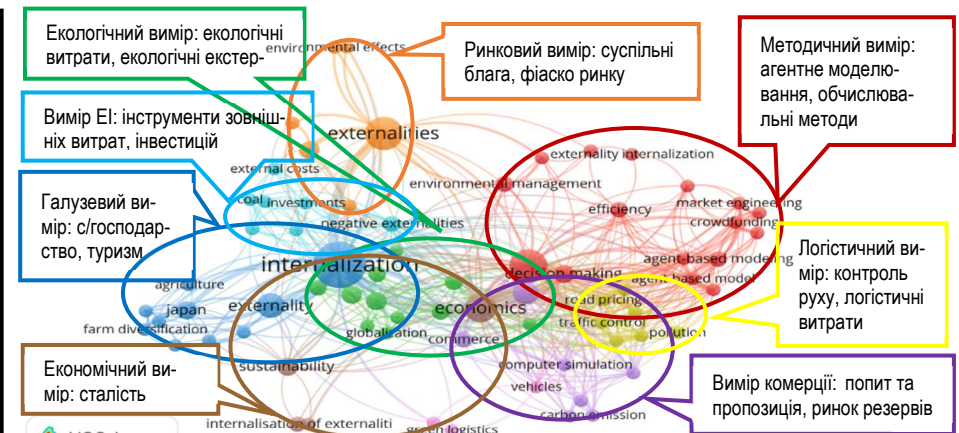 Екологічний вимір: екологічні
витрати, екологічні екстер-
environmental effects
Ринковий вимір: суспільні
блага, фіаско ринку
Методичний вимір:
агентне моделю-
вання, обчислюва-
льні методи
Вимір EI: інструменти зовніш-
ніх витрат, інвестицій
externalities
externality internalization
external costs
environmental management
coal
investments
efficiency
market engineering
crowdfunding
negative externalities
Галузевий ви-
мір: с/господар-
ство, туризм
internalization
decision making
agent-based modeling
agent-based model
Логістичний ви-
мір: контроль
руху, логістичні
витрати
agriculture
japan
externality
economics
road pricing
traffic control
pollution
farm diversification
globalization
commerce
Економічний ви-
мір: сталість
sustainability
computer simulation
vehicles
carbon emission
Вимір комерції: попит та
пропозиція, ринок резервів
internalisation of externaliti
green logistics